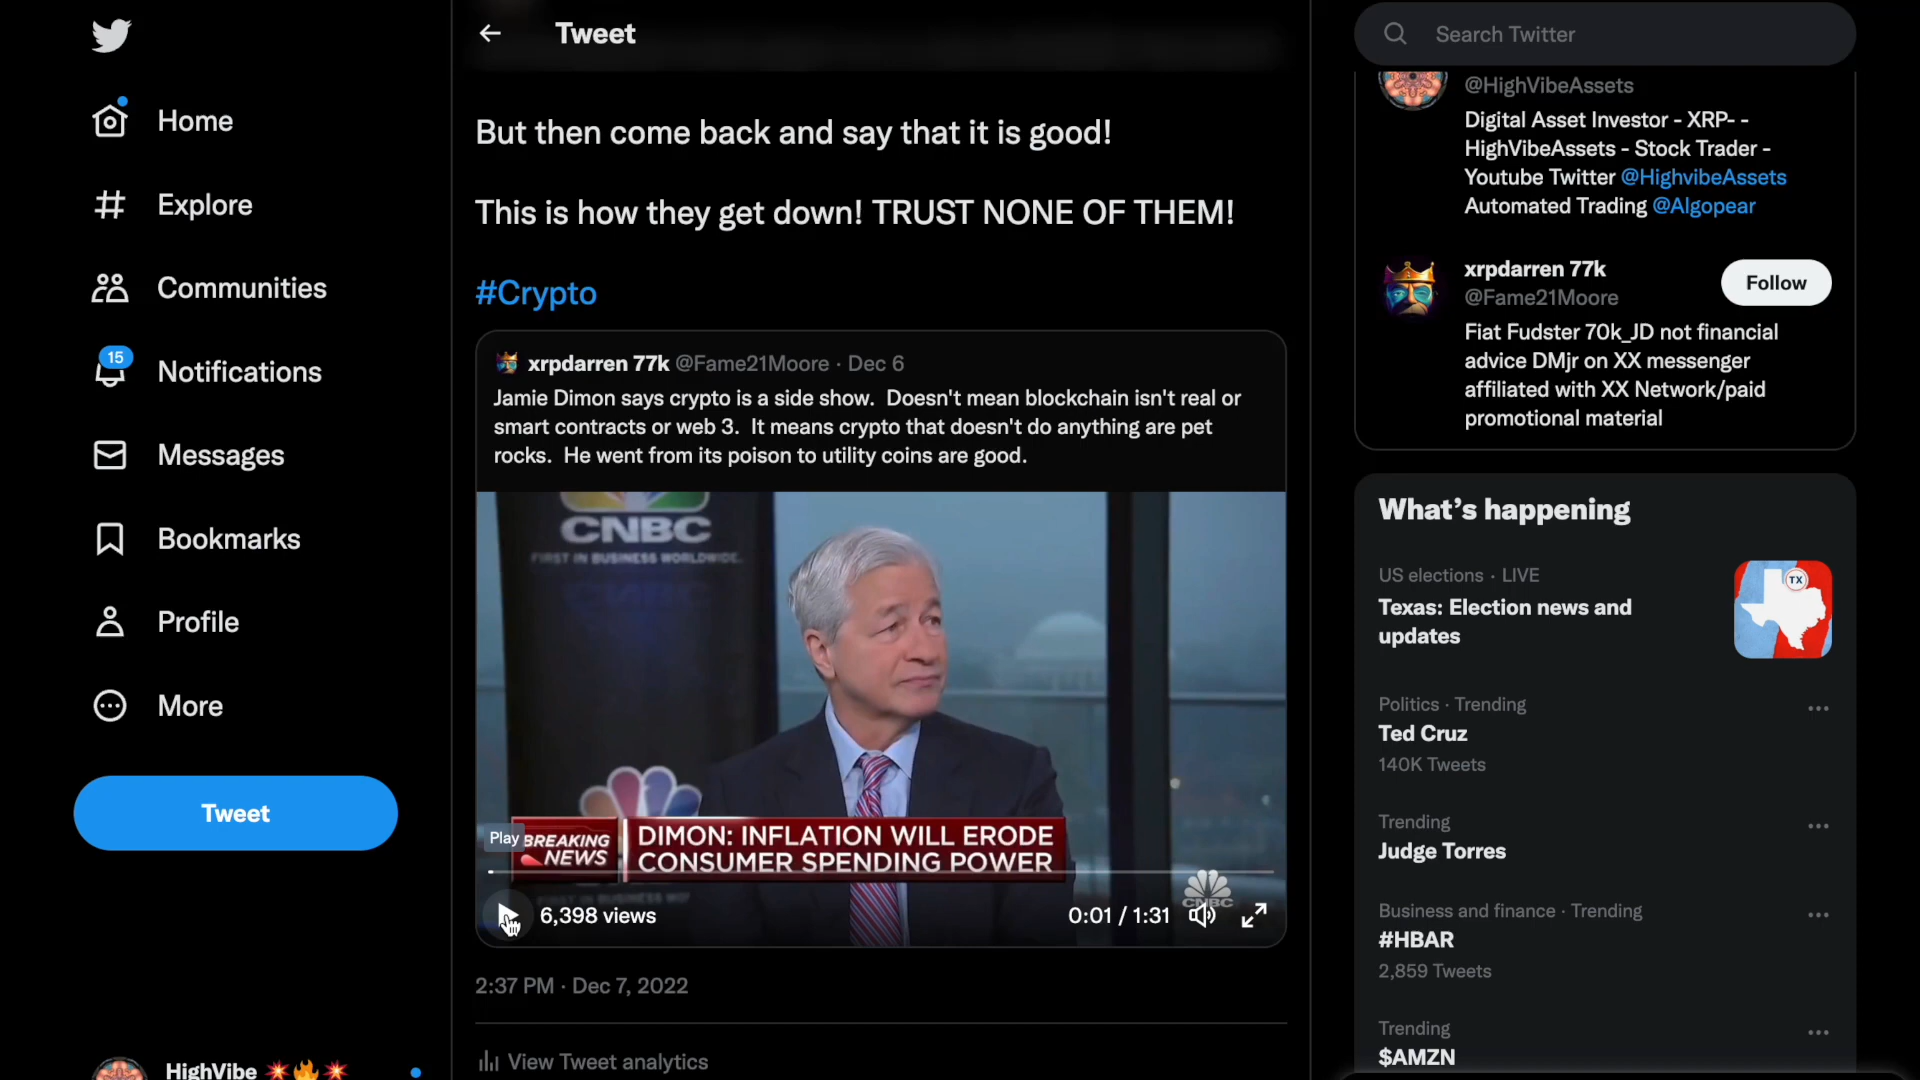 Home
Explore
Communities
15
Notifications
Messages
Bookmarks
Profile
More
Tweet
HighVibe
Tweet
But then come back and say that it is good!
This is how they get down! TRUST NONE OF THEM!
#Crypto
xrpdarren 77k @Fame21Moore · Dec 6
Jamie Dimon says crypto is a side show. Doesn't mean blockchain isn't real or
smart contracts or web 3. It means crypto that doesn't do anything are pet
rocks. He went from its poison to utility coins are good.
CNBC
FIRST IN BUSINESS WORLDWIDE.
Play
BREAKING
NEWS
DIMON: INFLATION WILL ERODE
CONSUMER SPENDING POWER
CNBC
6,398 views
0:01 / 1:31
2:37 PM · Dec 7, 2022
View Tweet analytics
Search Twitter
@HighVibeAssets
Digital Asset Investor - XRP- -
HighVibeAssets - Stock Trader -
Youtube Twitter @HighvibeAssets
Automated Trading @Algopear
xrpdarren 77k
@Fame21Moore
Follow
Fiat Fudster 70k_JD not financial
advice DMjr on XX messenger
affiliated with XX Network/paid
promotional material
What's happening
US elections · LIVE
Texas: Election news and
updates
TX
Politics · Trending
Ted Cruz
140K Tweets
Trending
Judge Torres
Business and finance · Trending
#HBAR
2,859 Tweets
Trending
$AMZN